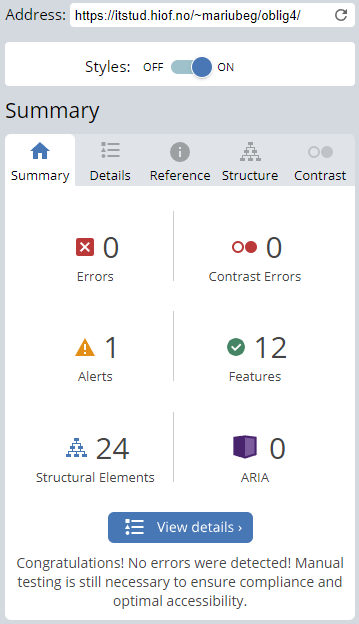 Address: https://itstud.hiof.no/~mariubeg/oblig4/
Styles: OFF ON
Summary
Summary Details Reference Structure Contrast
0 0
Errors Contrast Errors
1 12
Alerts Features
24 0
Structural Elements ARIA
View details ›
Congratulations! No errors were detected! Manual
testing is still necessary to ensure compliance and
optimal accessibility.